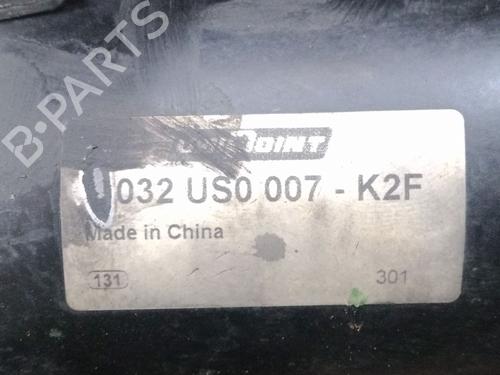 B-PARTS
032 US0 007 - K2F
Made in China
131
301